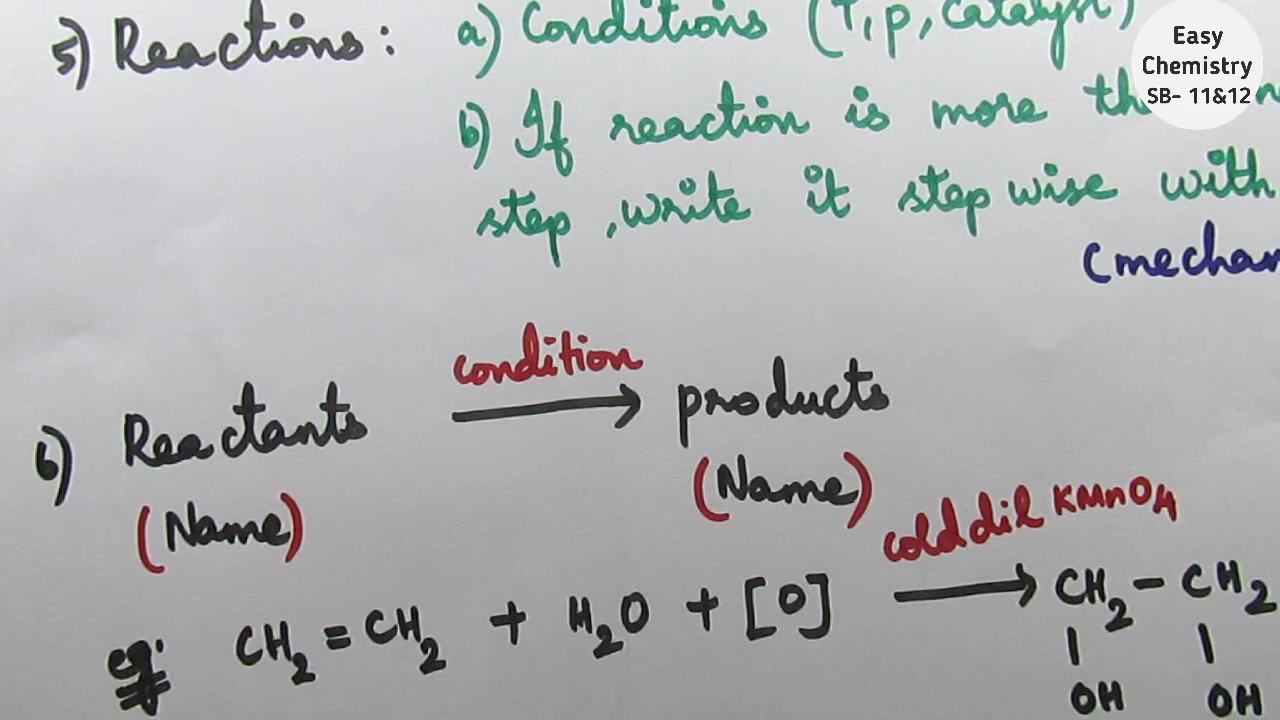 5) Reactions: a) Conditions (T, p, catalyst)
b) If reaction is more
step, write it step wise with
(mechan
condition
6) Reactants → products
(Name) (Name)
cold dil KMnO4
eg: CH2 = CH2 + H2O + [O] → CH2 - CH2
| |
OH OH
Easy
Chemistry
SB- 11&12